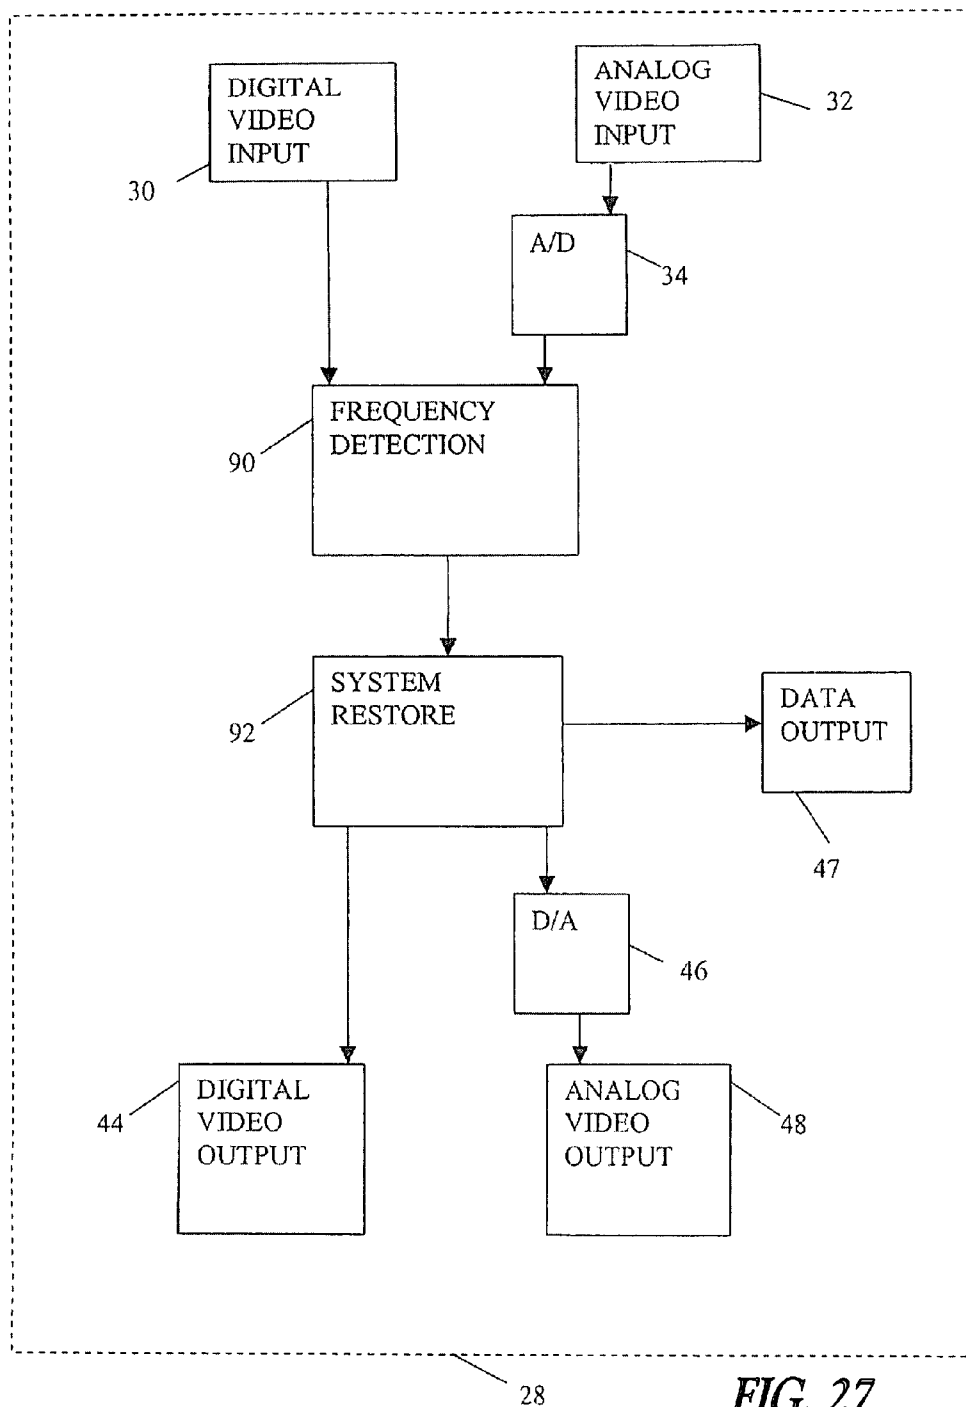 DIGITAL
VIDEO
INPUT
30
ANALOG
VIDEO
INPUT
32
A/D
34
FREQUENCY
DETECTION
90
SYSTEM
RESTORE
92
DATA
OUTPUT
47
D/A
46
DIGITAL
VIDEO
OUTPUT
44
ANALOG
VIDEO
OUTPUT
48
28
FIG. 27